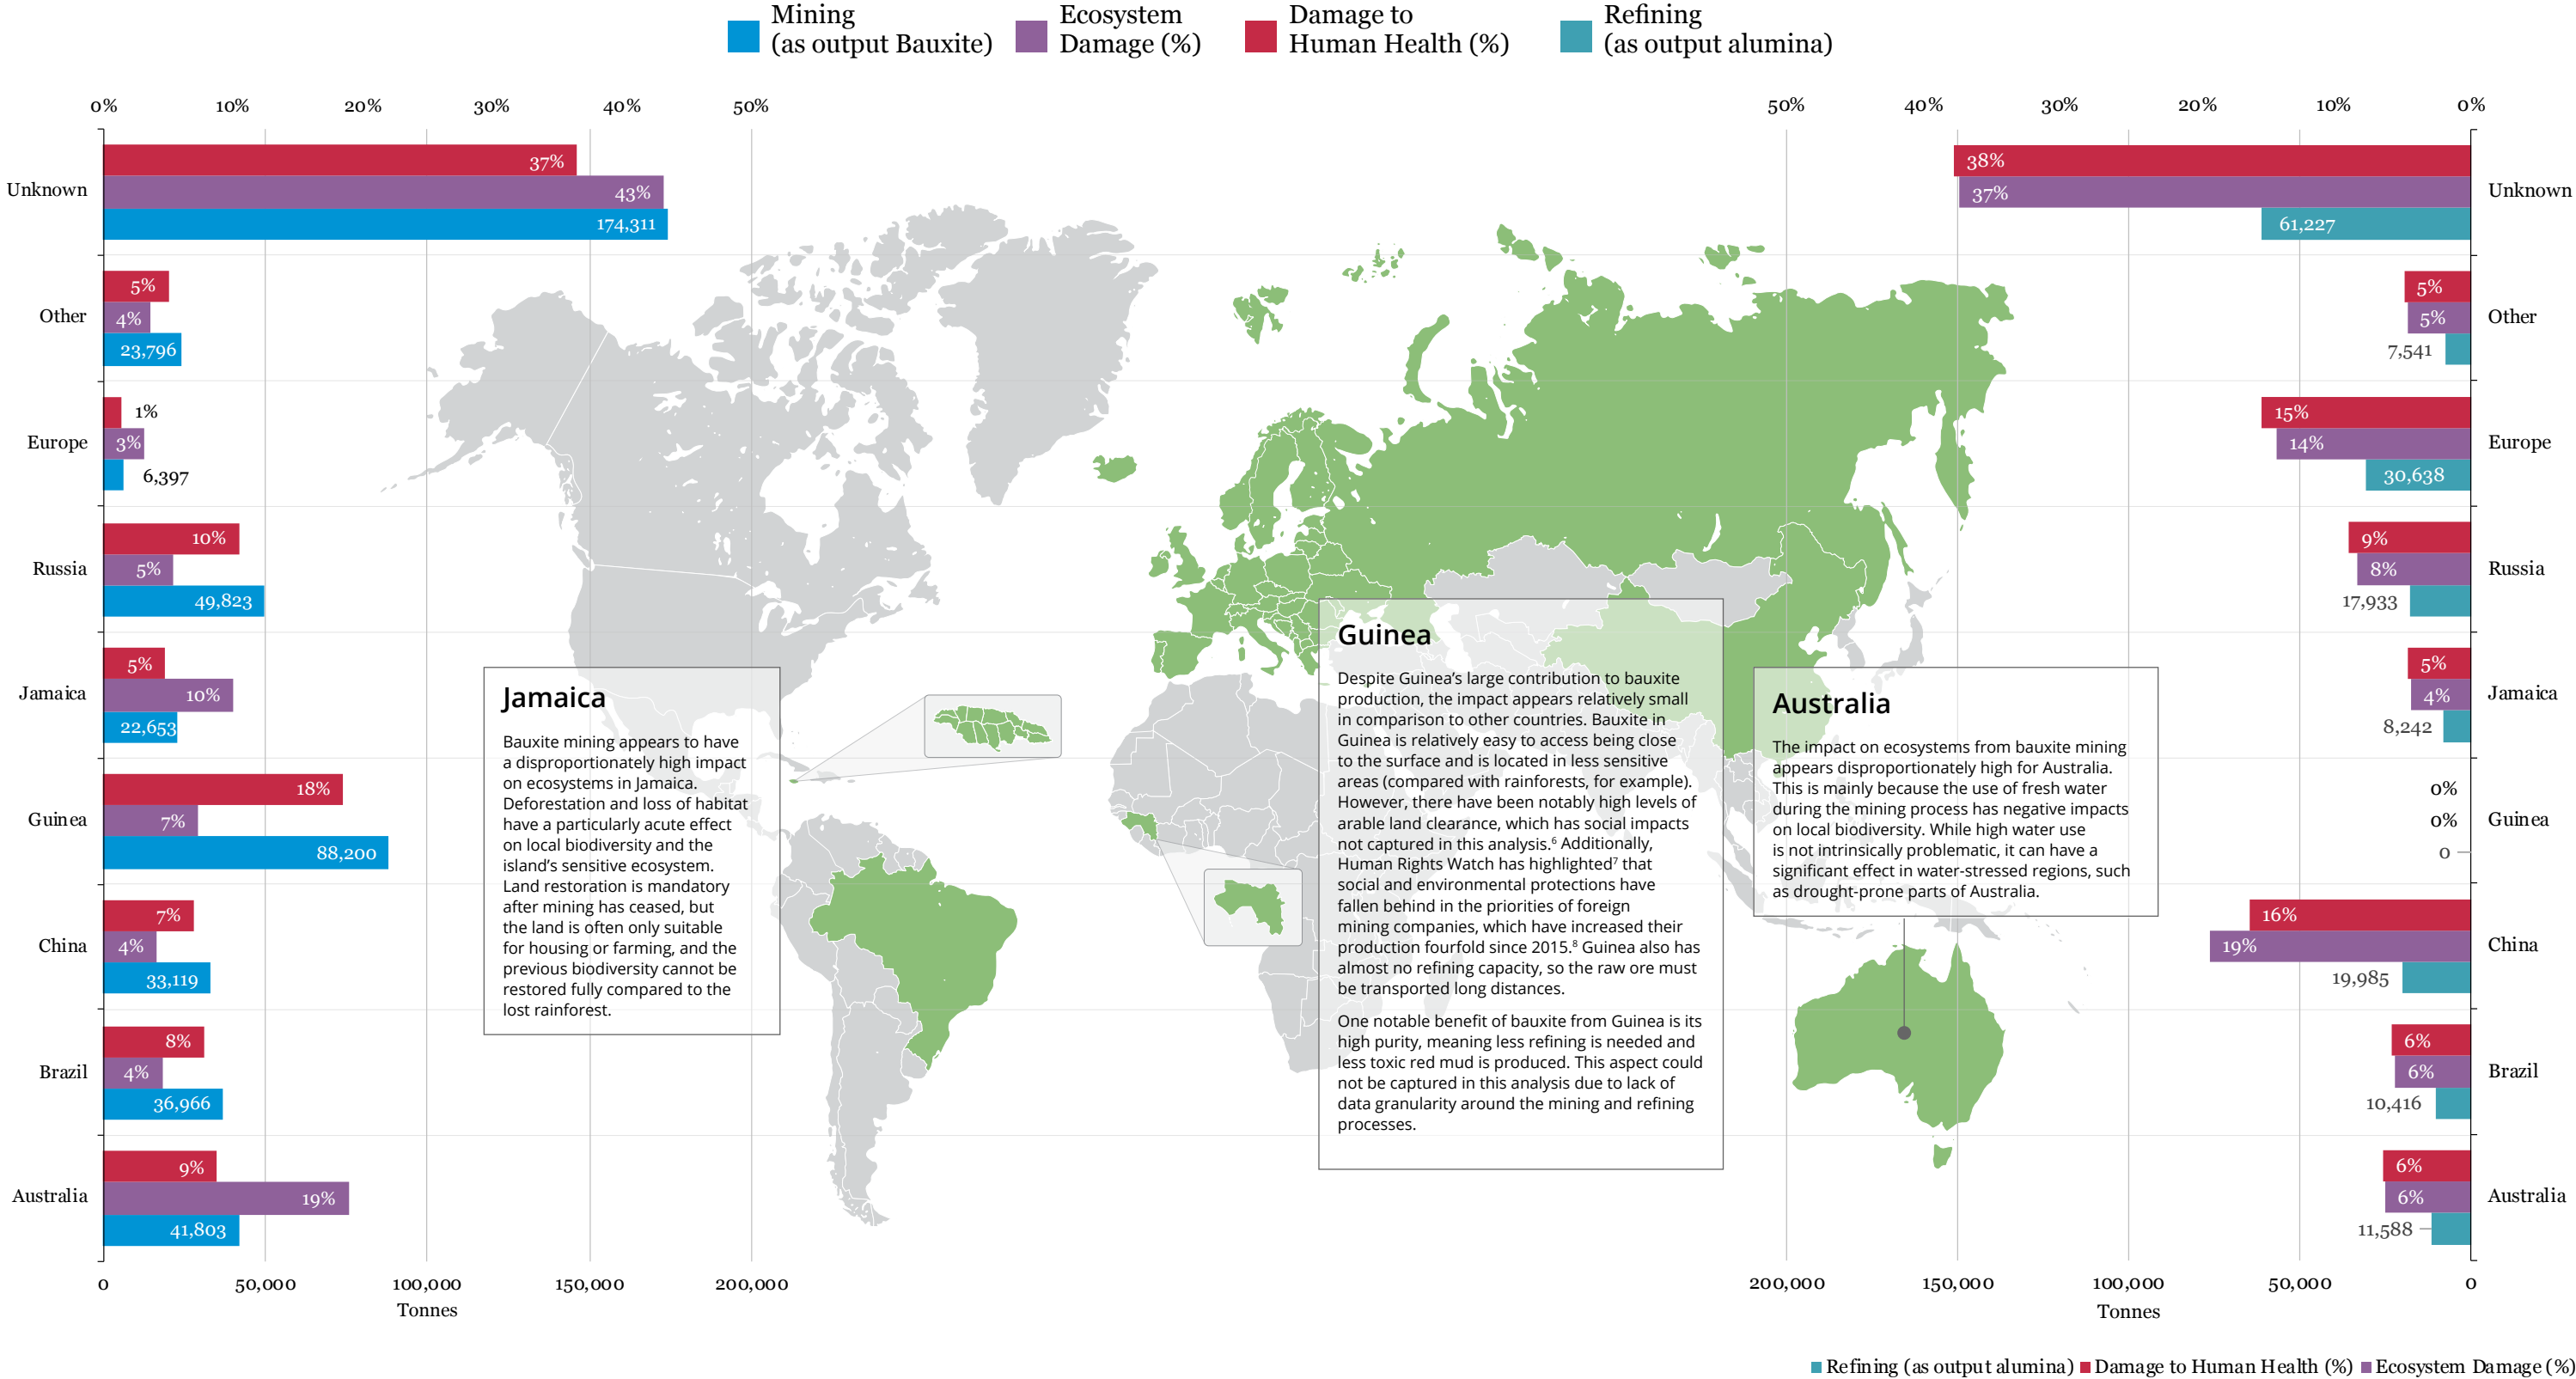 Mining
(as output Bauxite)
Ecosystem
Damage (%)
Damage to
Human Health (%)
Refining
(as output alumina)
0% 10% 20% 30% 40% 50%
50% 40% 30% 20% 10% 0%
Unknown
37%
43%
174,311
Other
5%
4%
23,796
Europe
1%
3%
6,397
Russia
10%
5%
49,823
Jamaica
5%
10%
22,653
Guinea
18%
7%
88,200
China
7%
4%
33,119
Brazil
8%
4%
36,966
Australia
9%
19%
41,803
0 50,000 100,000 150,000 200,000
Tonnes
Jamaica
Bauxite mining appears to have
a disproportionately high impact
on ecosystems in Jamaica.
Deforestation and loss of habitat
have a particularly acute effect
on local biodiversity and the
island's sensitive ecosystem.
Land restoration is mandatory
after mining has ceased, but
the land is often only suitable
for housing or farming, and the
previous biodiversity cannot be
restored fully compared to the
lost rainforest.
Guinea
Despite Guinea's large contribution to bauxite
production, the impact appears relatively small
in comparison to other countries. Bauxite in
Guinea is relatively easy to access being close
to the surface and is located in less sensitive
areas (compared with rainforests, for example).
However, there have been notably high levels of
arable land clearance, which has social impacts
not captured in this analysis.⁶ Additionally,
Human Rights Watch has highlighted⁷ that
social and environmental protections have
fallen behind in the priorities of foreign
mining companies, which have increased their
production fourfold since 2015.⁸ Guinea also has
almost no refining capacity, so the raw ore must
be transported long distances.
One notable benefit of bauxite from Guinea is its
high purity, meaning less refining is needed and
less toxic red mud is produced. This aspect could
not be captured in this analysis due to lack of
data granularity around the mining and refining
processes.
Australia
The impact on ecosystems from bauxite mining
appears disproportionately high for Australia.
This is mainly because the use of fresh water
during the mining process has negative impacts
on local biodiversity. While high water use
is not intrinsically problematic, it can have a
significant effect in water-stressed regions, such
as drought-prone parts of Australia.
38%
37%
61,227
Unknown
5%
5%
7,541
Other
15%
14%
30,638
Europe
9%
8%
17,933
Russia
5%
4%
8,242
Jamaica
0%
0%
0
Guinea
16%
19%
19,985
China
6%
6%
10,416
Brazil
6%
6%
11,588
Australia
200,000 150,000 100,000 50,000 0
Tonnes
Refining (as output alumina) Damage to Human Health (%) Ecosystem Damage (%)